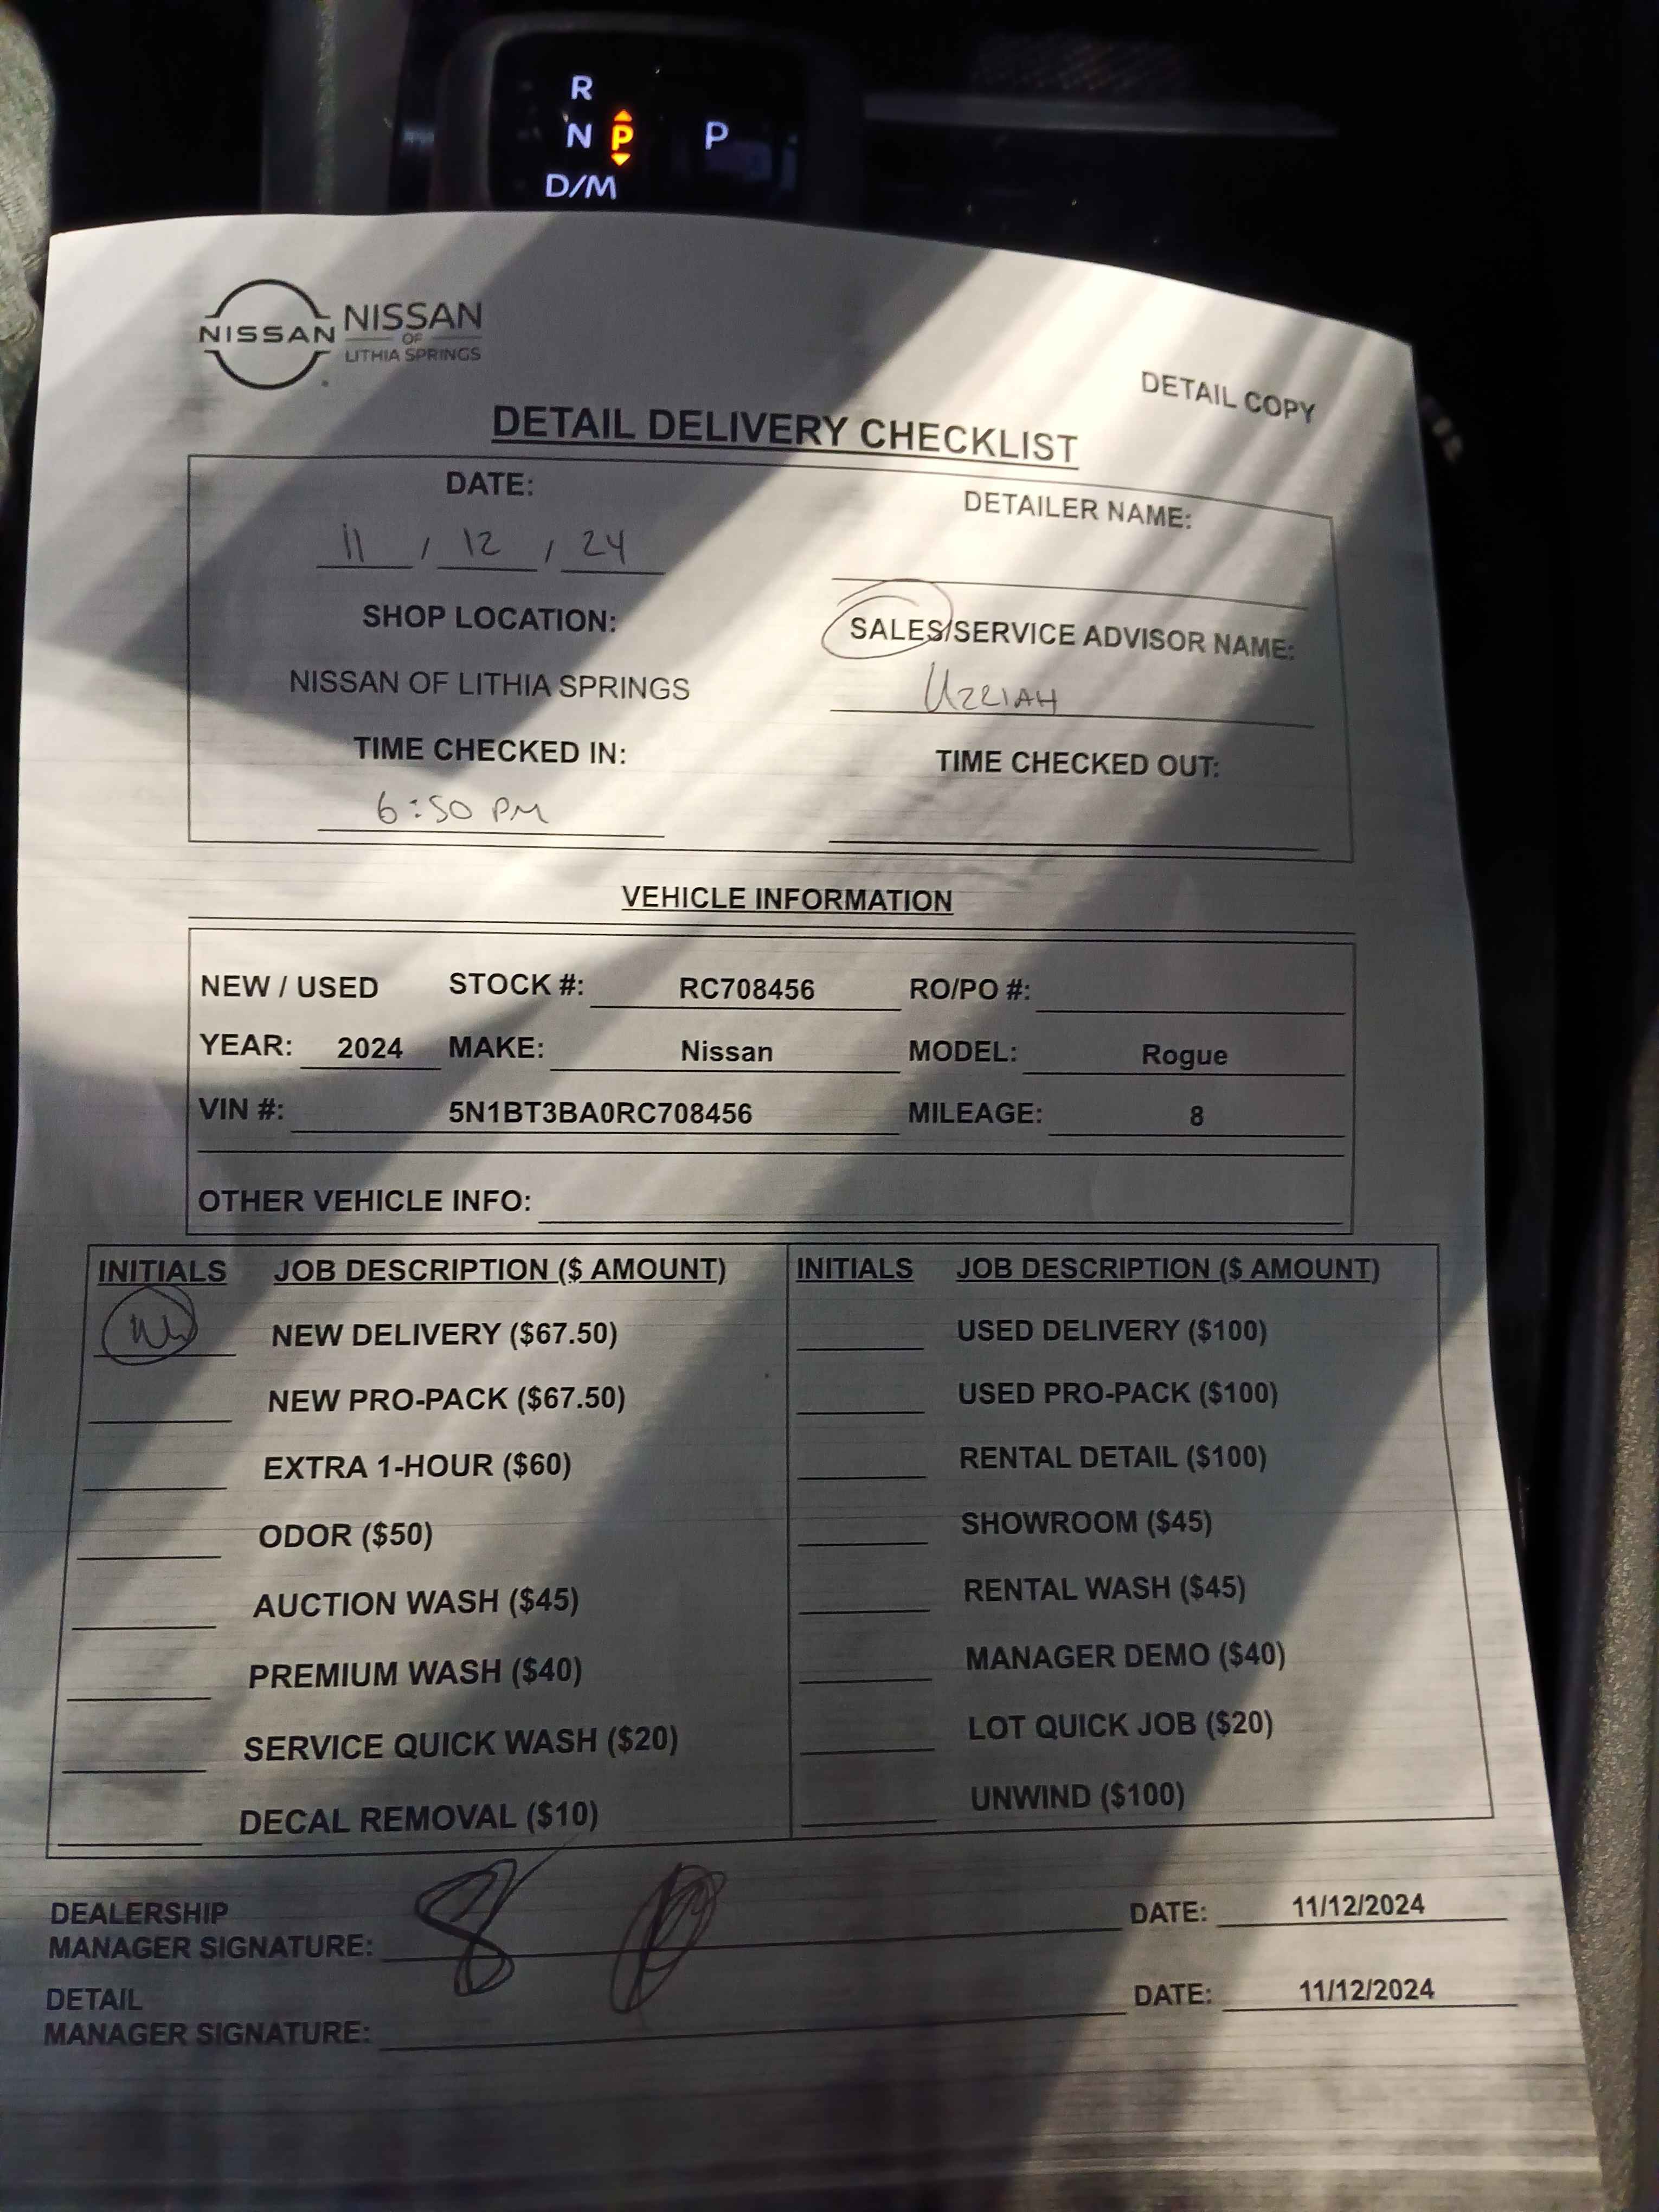 R
N P P
D/M
NISSAN NISSAN
OF
LITHIA SPRINGS
DETAIL COPY
DETAIL DELIVERY CHECKLIST
DATE: DETAILER NAME:
11 / 12 / 24
SHOP LOCATION: SALES/SERVICE ADVISOR NAME:
NISSAN OF LITHIA SPRINGS UZZIAH
TIME CHECKED IN: TIME CHECKED OUT:
6:50 PM
VEHICLE INFORMATION
NEW / USED STOCK #: RC708456 RO/PO #:
YEAR: 2024 MAKE: Nissan MODEL: Rogue
VIN #: 5N1BT3BA0RC708456 MILEAGE: 8
OTHER VEHICLE INFO:
INITIALS JOB DESCRIPTION ($ AMOUNT) INITIALS JOB DESCRIPTION ($ AMOUNT)
NEW DELIVERY ($67.50) USED DELIVERY ($100)
NEW PRO-PACK ($67.50) USED PRO-PACK ($100)
EXTRA 1-HOUR ($60) RENTAL DETAIL ($100)
ODOR ($50) SHOWROOM ($45)
AUCTION WASH ($45) RENTAL WASH ($45)
PREMIUM WASH ($40) MANAGER DEMO ($40)
SERVICE QUICK WASH ($20) LOT QUICK JOB ($20)
DECAL REMOVAL ($10) UNWIND ($100)
DEALERSHIP
MANAGER SIGNATURE: DATE: 11/12/2024
DETAIL
MANAGER SIGNATURE: DATE: 11/12/2024